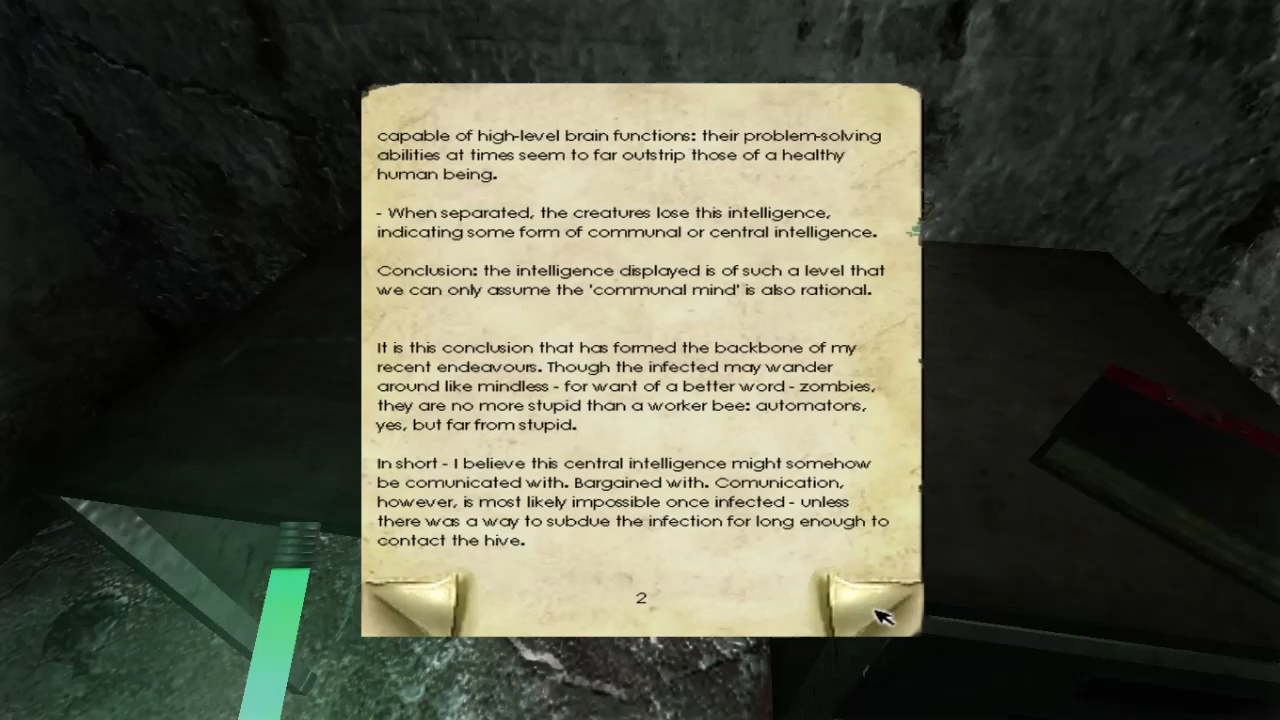 capable of high-level brain functions: their problem-solving
abilities at times seem to far outstrip those of a healthy
human being.
- When separated, the creatures lose this intelligence,
indicating some form of communal or central intelligence.
Conclusion: the intelligence displayed is of such a level that
we can only assume the 'communal mind' is also rational.
It is this conclusion that has formed the backbone of my
recent endeavours. Though the infected may wander
around like mindless - for want of a better word - zombies,
they are no more stupid than a worker bee: automatons,
yes, but far from stupid.
In short - I believe this central intelligence might somehow
be comunicated with. Bargained with. Comunication,
however, is most likely impossible once infected - unless
there was a way to subdue the infection for long enough to
contact the hive.
2